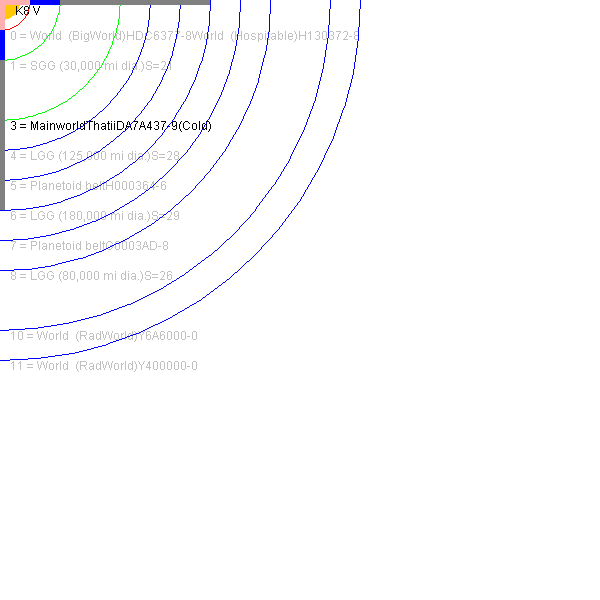 K8 V
0 = World (BigWorld)HDC6377-8World (Hospitable)H130372-8
1 = SGG (30,000 mi dia.)S=21
3 = MainworldThatiiDA7A437-9(Cold)
4 = LGG (125,000 mi dia.)S=28
5 = Planetoid beltH000364-6
6 = LGG (180,000 mi dia.)S=29
7 = Planetoid beltG0003AD-8
8 = LGG (80,000 mi dia.)S=26
10 = World (RadWorld)Y6A6000-0
11 = World (RadWorld)Y400000-0